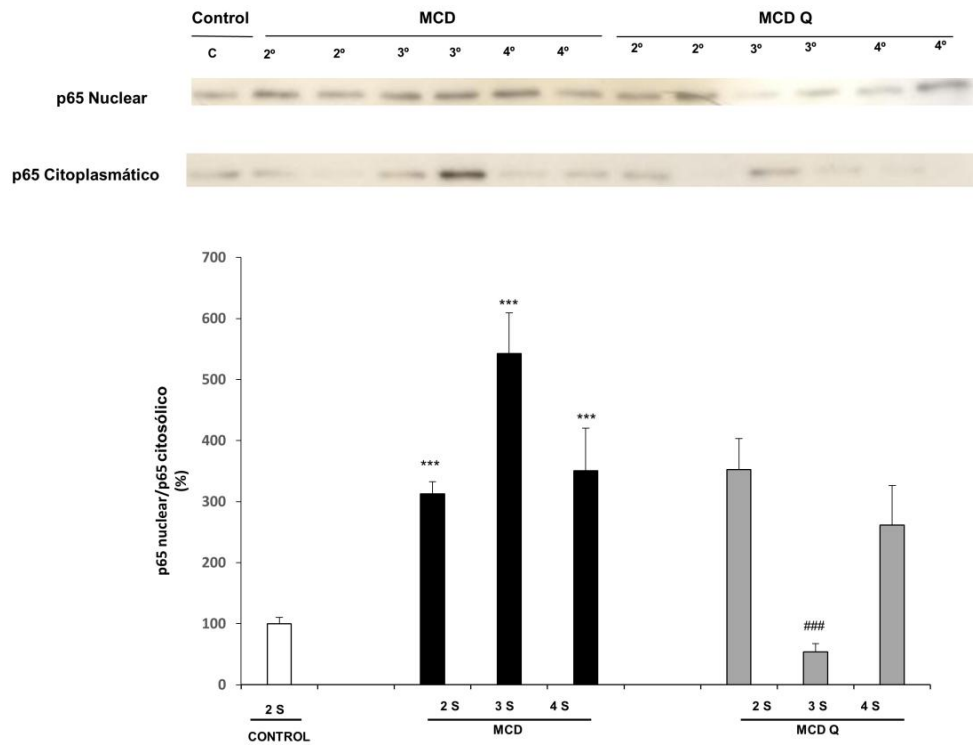 Control MCD MCD Q
C 2º 2º 3º 3º 4º 4º 2º 2º 3º 3º 4º 4º
p65 Nuclear
p65 Citoplasmático
p65 nuclear/p65 citosólico
(%)
700
600
500
400
300
200
100
0
***
***
***
###
2 S 2 S 3 S 4 S 2 S 3 S 4 S
CONTROL MCD MCD Q